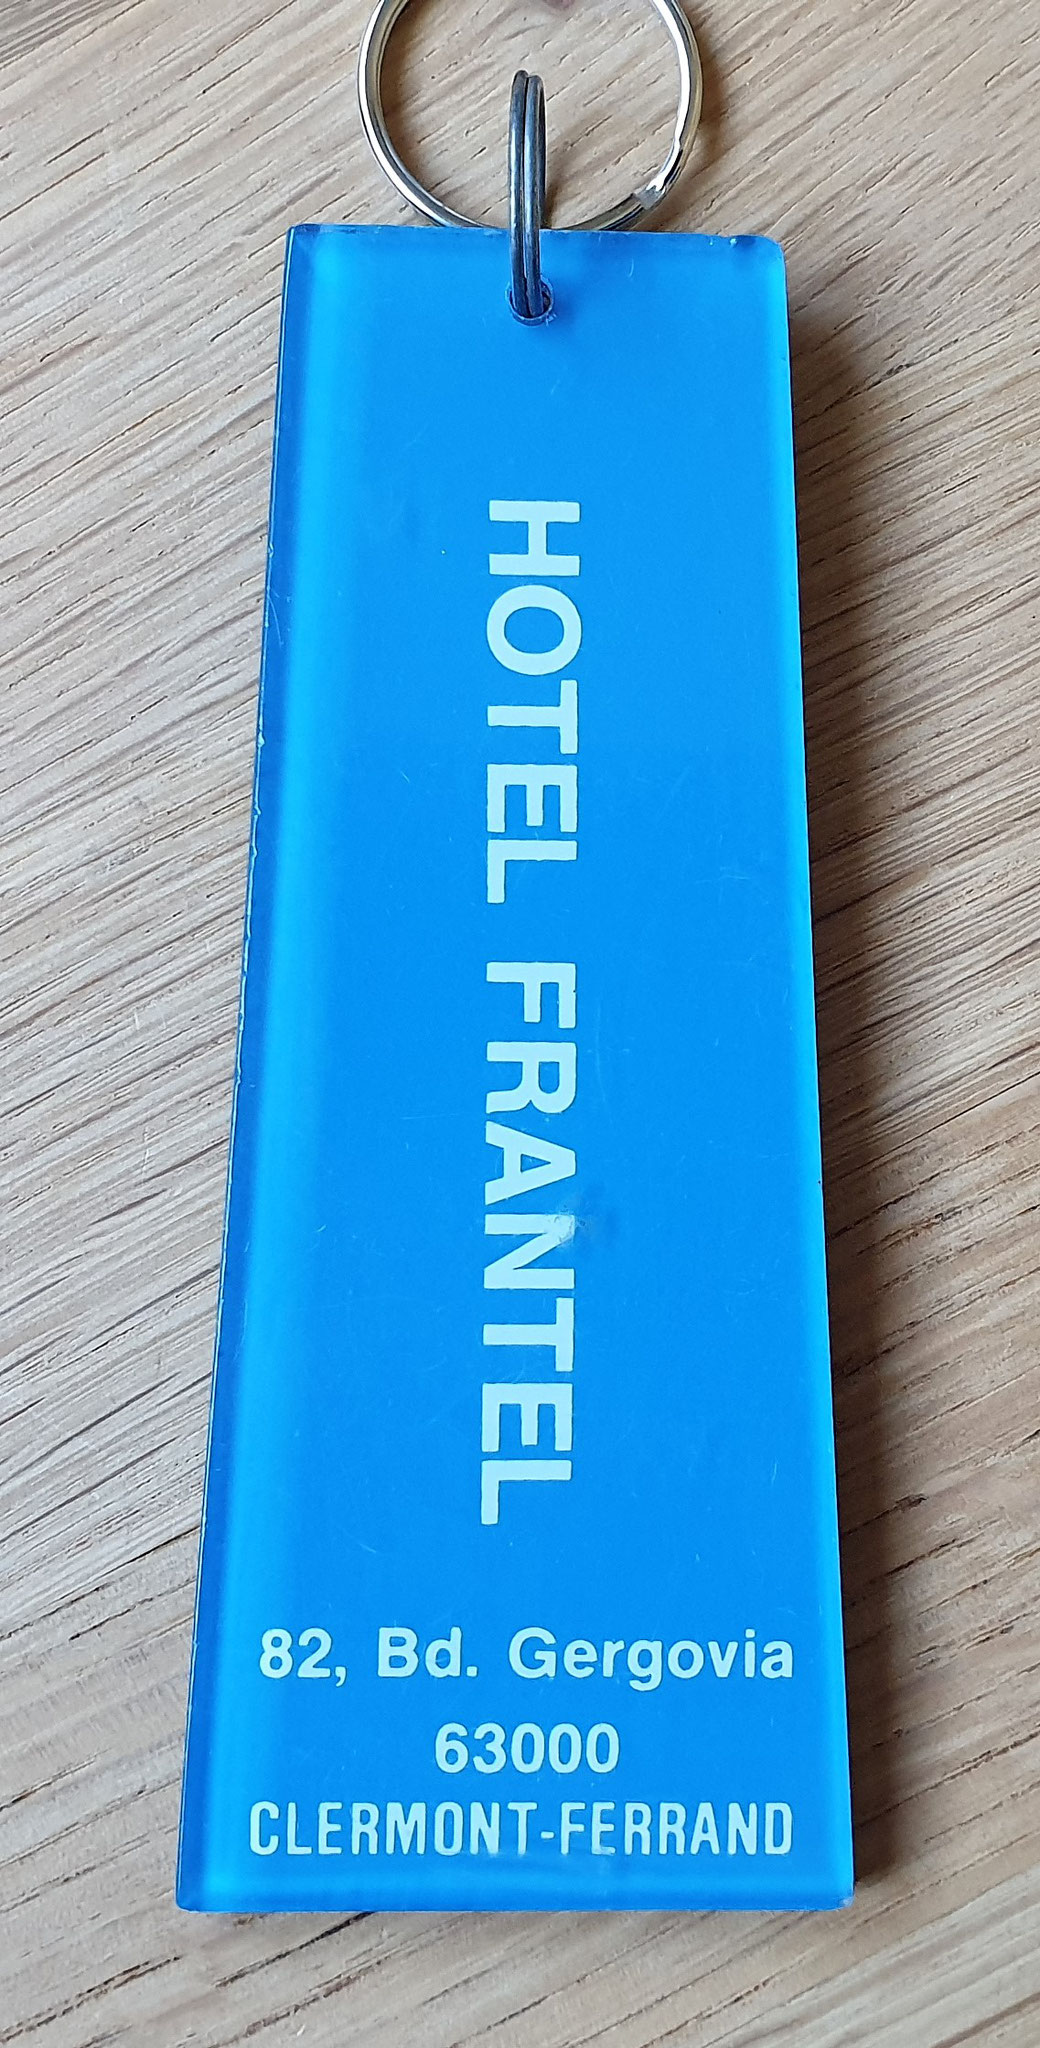 HOTEL FRANTEL
82, Bd. Gergovia
63000
CLERMONT-FERRAND